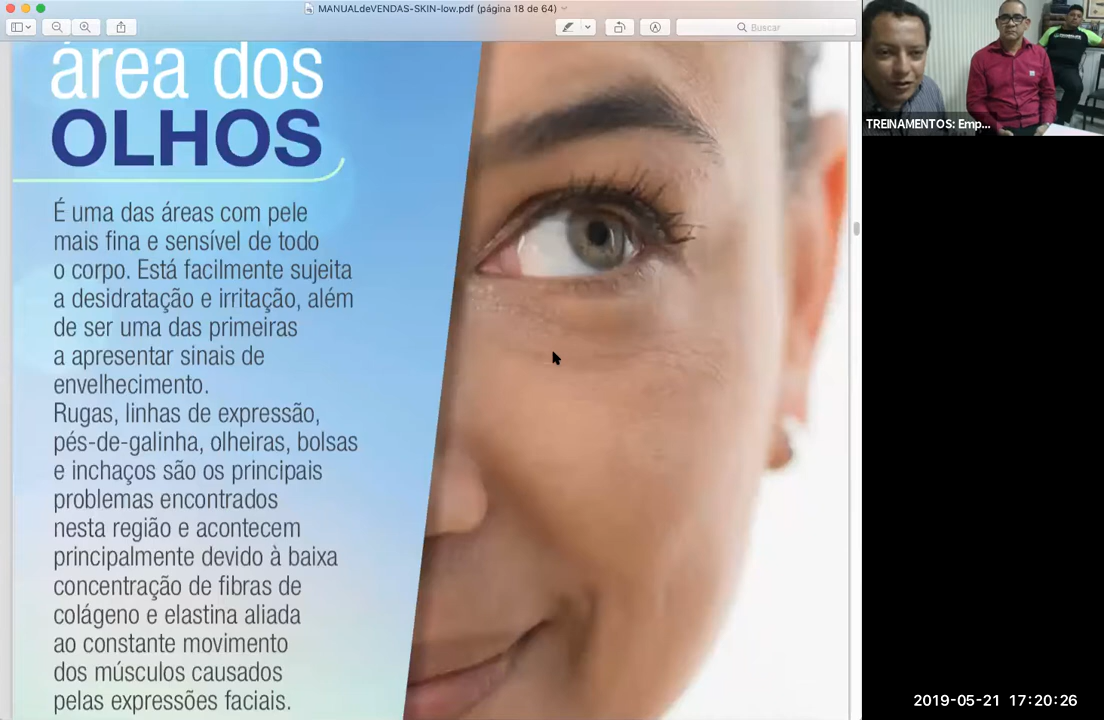 MANUALdeVENDAS-SKIN-low.pdf (página 18 de 64)
Buscar
área dos
OLHOS
É uma das áreas com pele
mais fina e sensível de todo
o corpo. Está facilmente sujeita
a desidratação e irritação, além
de ser uma das primeiras
a apresentar sinais de
envelhecimento.
Rugas, linhas de expressão,
pés-de-galinha, olheiras, bolsas
e inchaços são os principais
problemas encontrados
nesta região e acontecem
principalmente devido à baixa
concentração de fibras de
colágeno e elastina aliada
ao constante movimento
dos músculos causados
pelas expressões faciais.
TREINAMENTOS: Emp...
2019-05-21 17:20:26